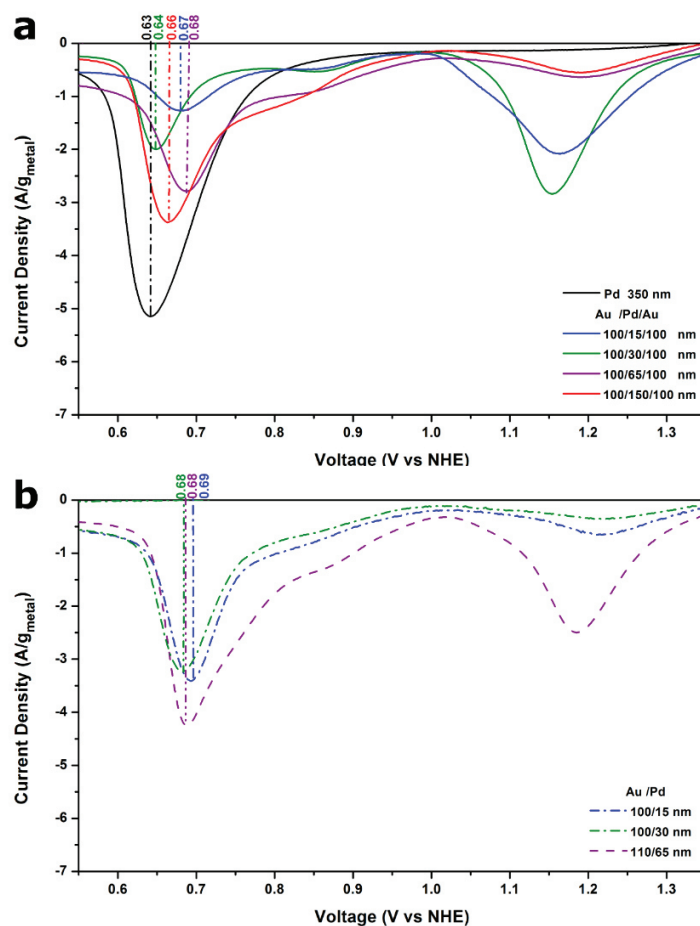 a
0.63
0.64
0.66
0.67
0.68
0
-1
-2
-3
-4
-5
-6
-7
Current Density (A/gmetal)
Pd 350 nm
Au /Pd/Au
100/15/100 nm
100/30/100 nm
100/65/100 nm
100/150/100 nm
0.6 0.7 0.8 0.9 1.0 1.1 1.2 1.3
Voltage (V vs NHE)
b
0.68
0.68
0.69
0
-1
-2
-3
-4
-5
-6
-7
Current Density (A/gmetal)
Au /Pd
100/15 nm
100/30 nm
110/65 nm
0.6 0.7 0.8 0.9 1.0 1.1 1.2 1.3
Voltage (V vs NHE)